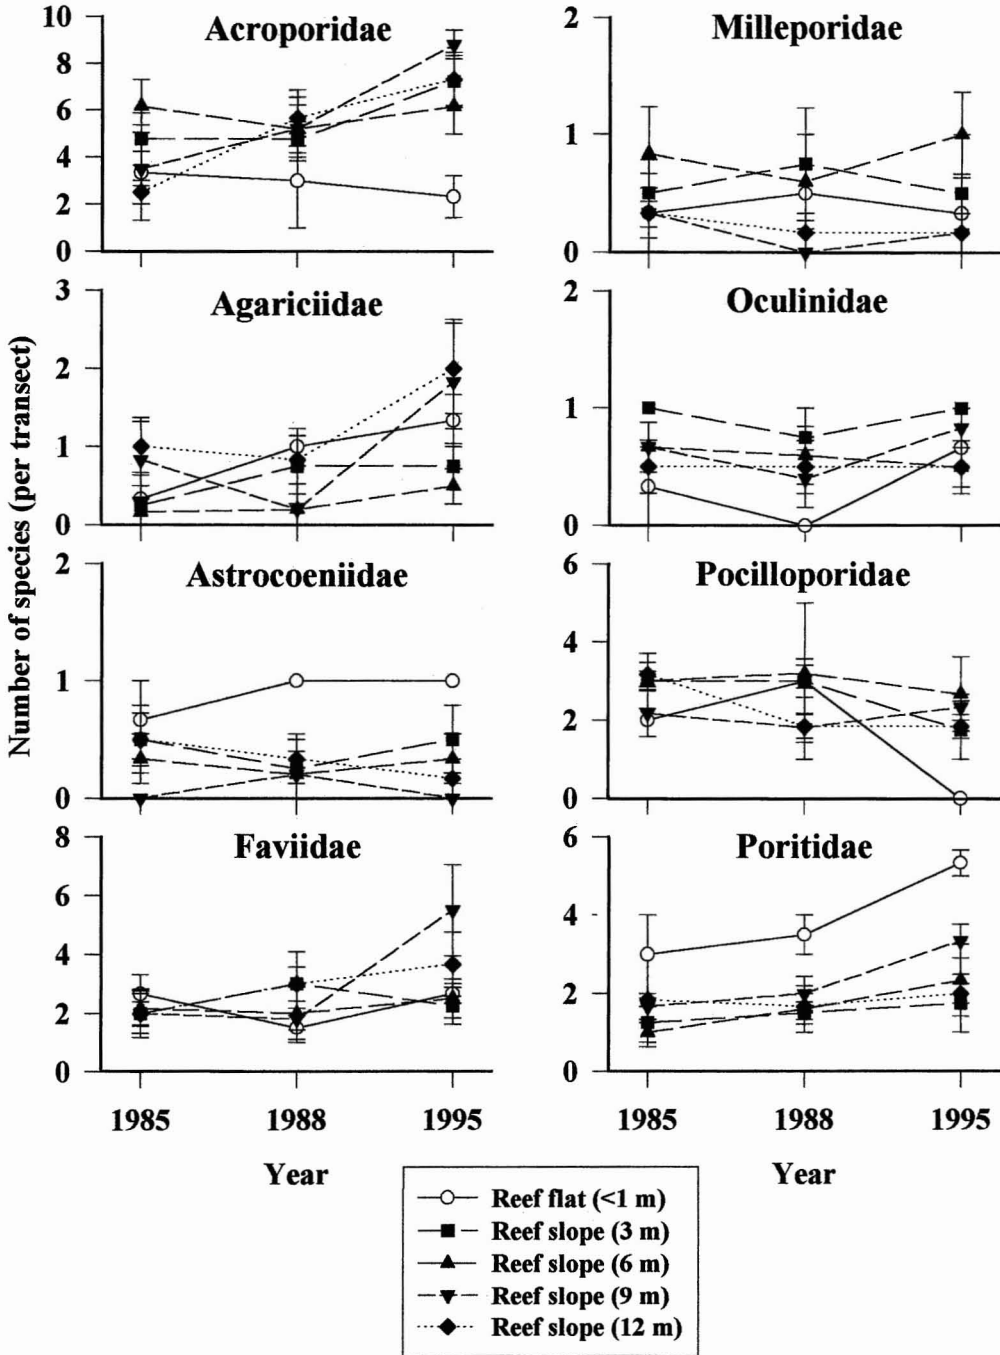 Number of species (per transect)
Acroporidae
10
8
6
4
2
0
Milleporidae
2
1
0
Agariciidae
3
2
1
0
Oculinidae
2
1
0
Astrocoeniidae
2
1
0
Pocilloporidae
6
4
2
0
Faviidae
8
6
4
2
0
1985 1988 1995
Year
Poritidae
6
4
2
0
1985 1988 1995
Year
Reef flat (<1 m)
Reef slope (3 m)
Reef slope (6 m)
Reef slope (9 m)
Reef slope (12 m)